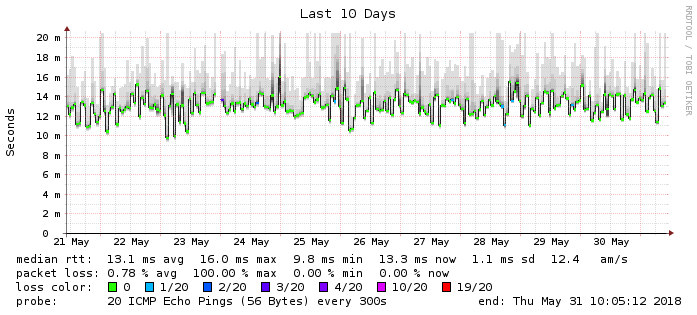 Last 10 Days
RRDTOOL / TOBI OETIKER
Seconds
20 m
18 m
16 m
14 m
12 m
10 m
8 m
6 m
4 m
2 m
0
21 May 22 May 23 May 24 May 25 May 26 May 27 May 28 May 29 May 30 May
median rtt: 13.1 ms avg 16.0 ms max 9.8 ms min 13.3 ms now 1.1 ms sd 12.4 am/s
packet loss: 0.78 % avg 100.00 % max 0.00 % min 0.00 % now
loss color: 0 1/20 2/20 3/20 4/20 10/20 19/20
probe: 20 ICMP Echo Pings (56 Bytes) every 300s end: Thu May 31 10:05:12 2018